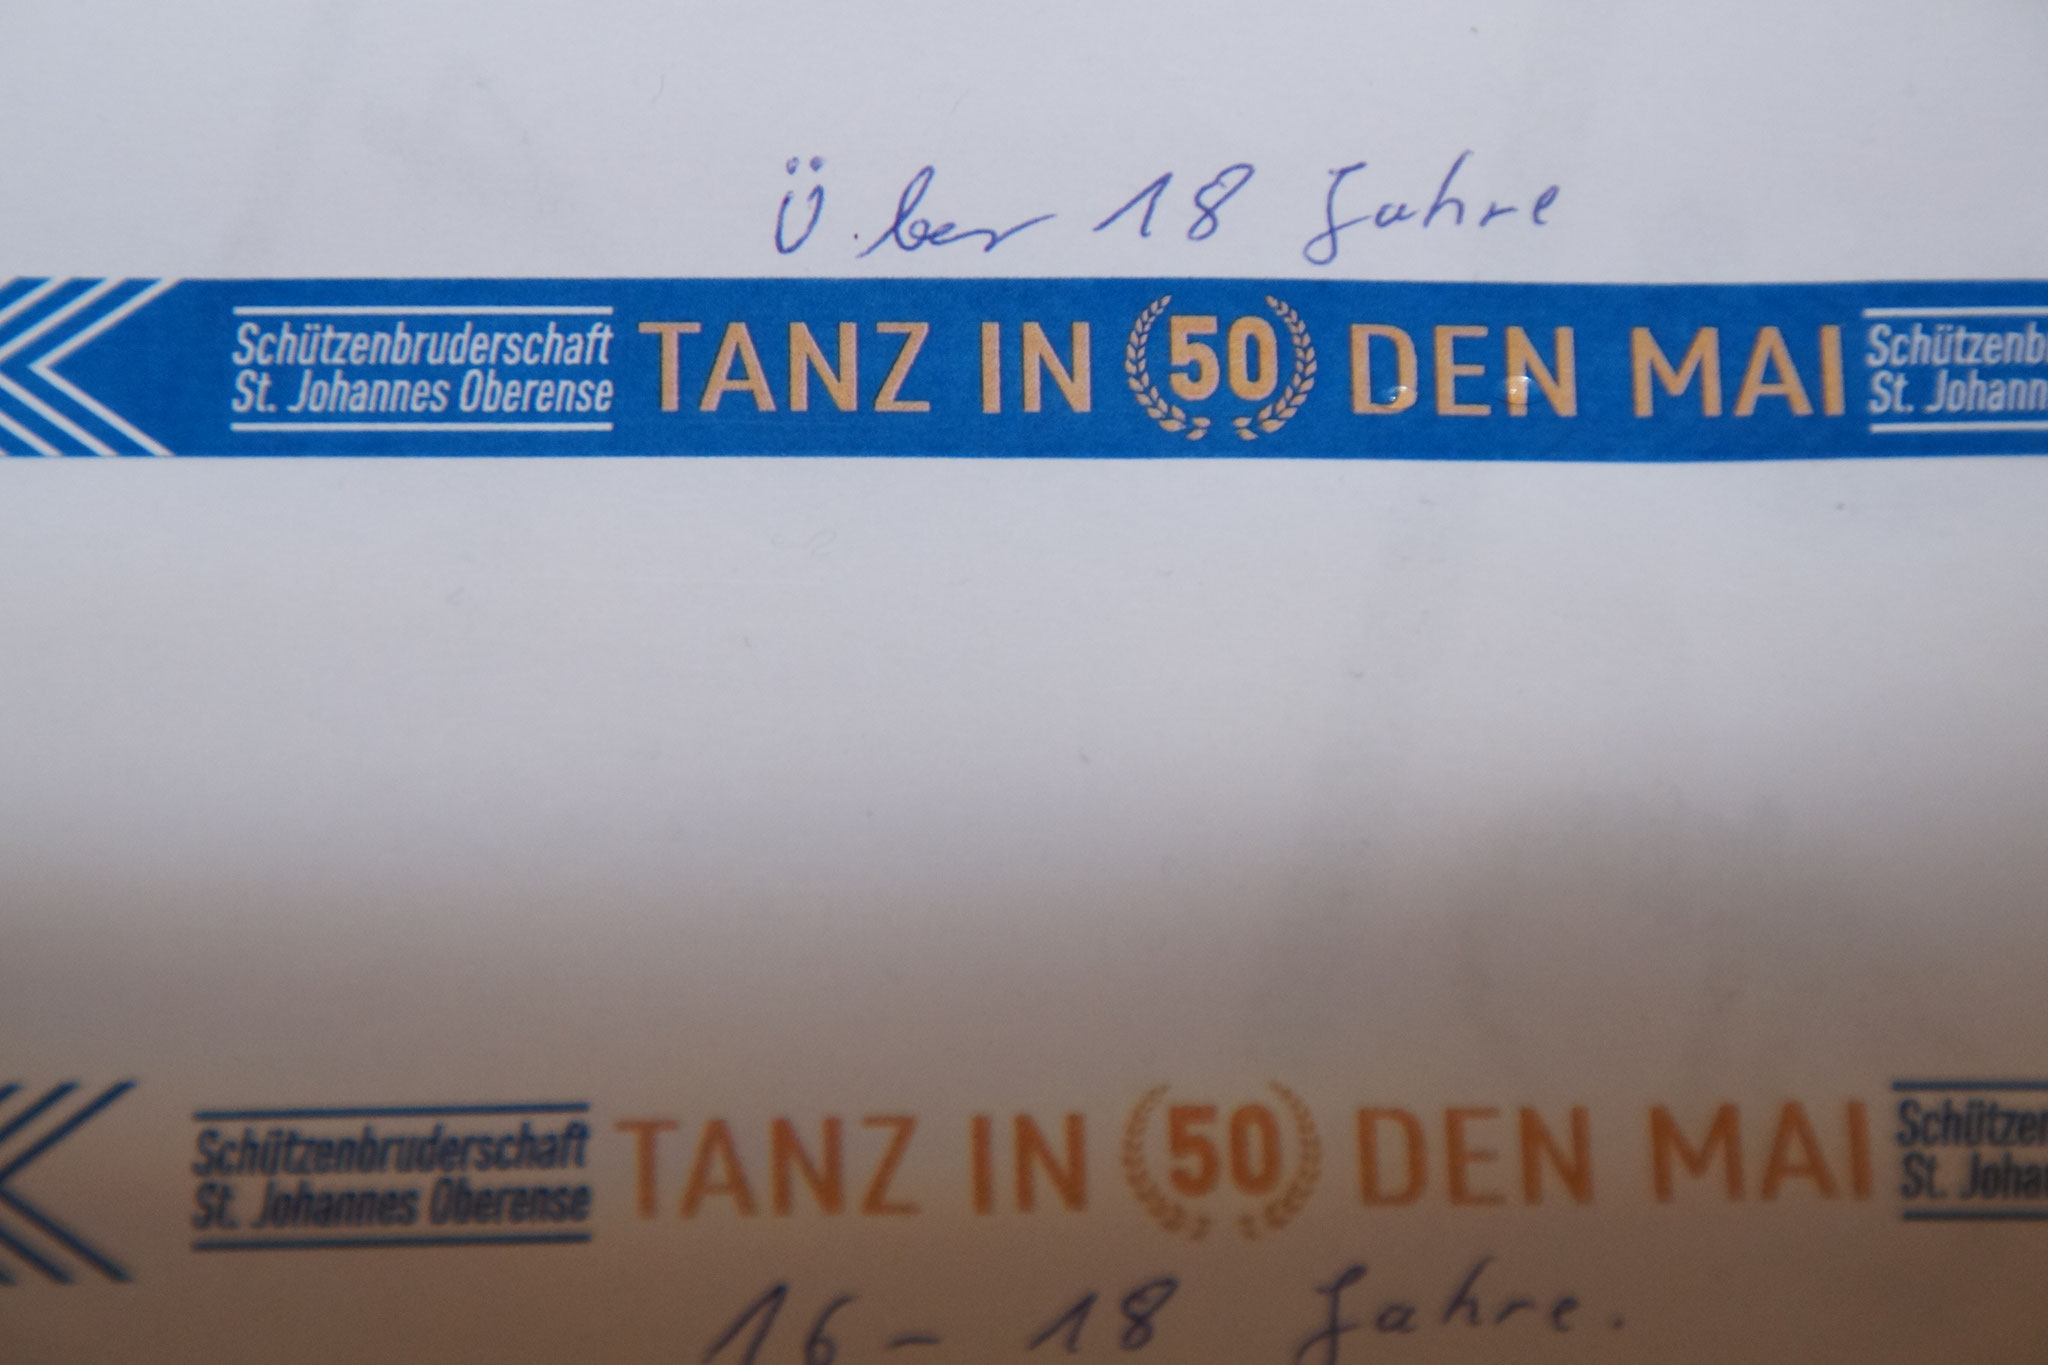 Über 18 Jahre
Schützenbruderschaft
St. Johannes Oberense
TANZ IN 50 DEN MAI
Schützenb
St. Johann
Schützenbruderschaft
St. Johannes Oberense
TANZ IN 50 DEN MAI
Schützen
St. Joha
16 - 18 Jahre.